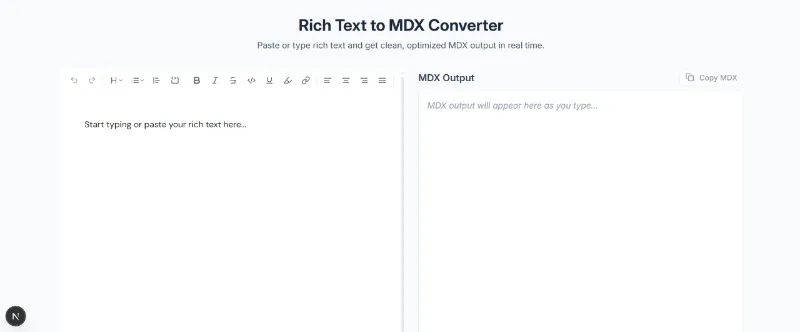 Rich Text to MDX Converter
Paste or type rich text and get clean, optimized MDX output in real time.
H B I S U
MDX Output
Copy MDX
MDX output will appear here as you type...
Start typing or paste your rich text here...
N